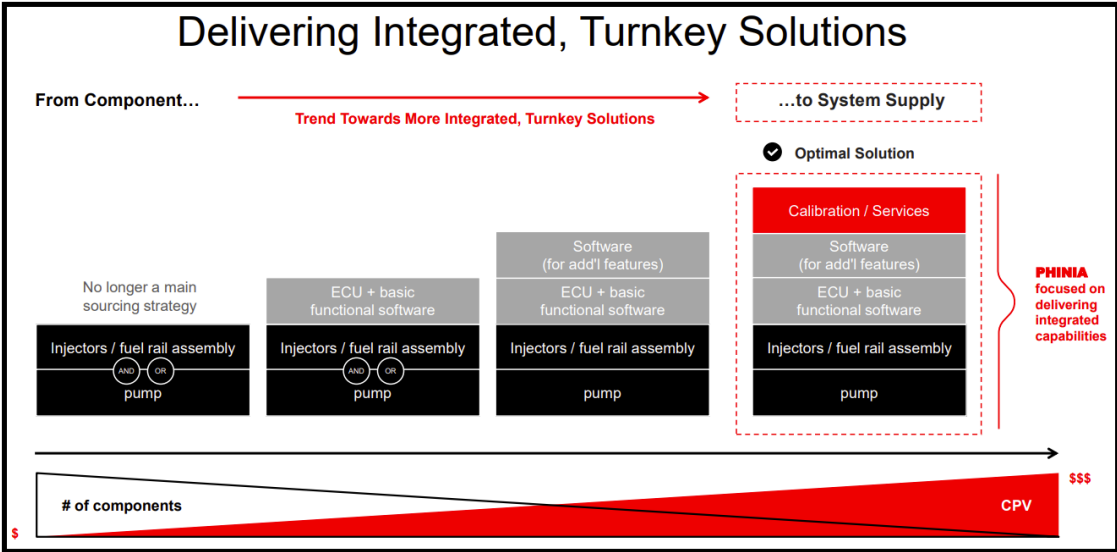 Delivering Integrated, Turnkey Solutions
From Component…
Trend Towards More Integrated, Turnkey Solutions
…to System Supply
Optimal Solution
No longer a main
sourcing strategy
Injectors / fuel rail assembly
AND OR
pump
ECU + basic
functional software
Injectors / fuel rail assembly
AND OR
pump
Software
(for add'l features)
ECU + basic
functional software
Injectors / fuel rail assembly
pump
Calibration / Services
Software
(for add'l features)
ECU + basic
functional software
Injectors / fuel rail assembly
pump
PHINIA
focused on
delivering
integrated
capabilities
# of components
$
CPV
$$$